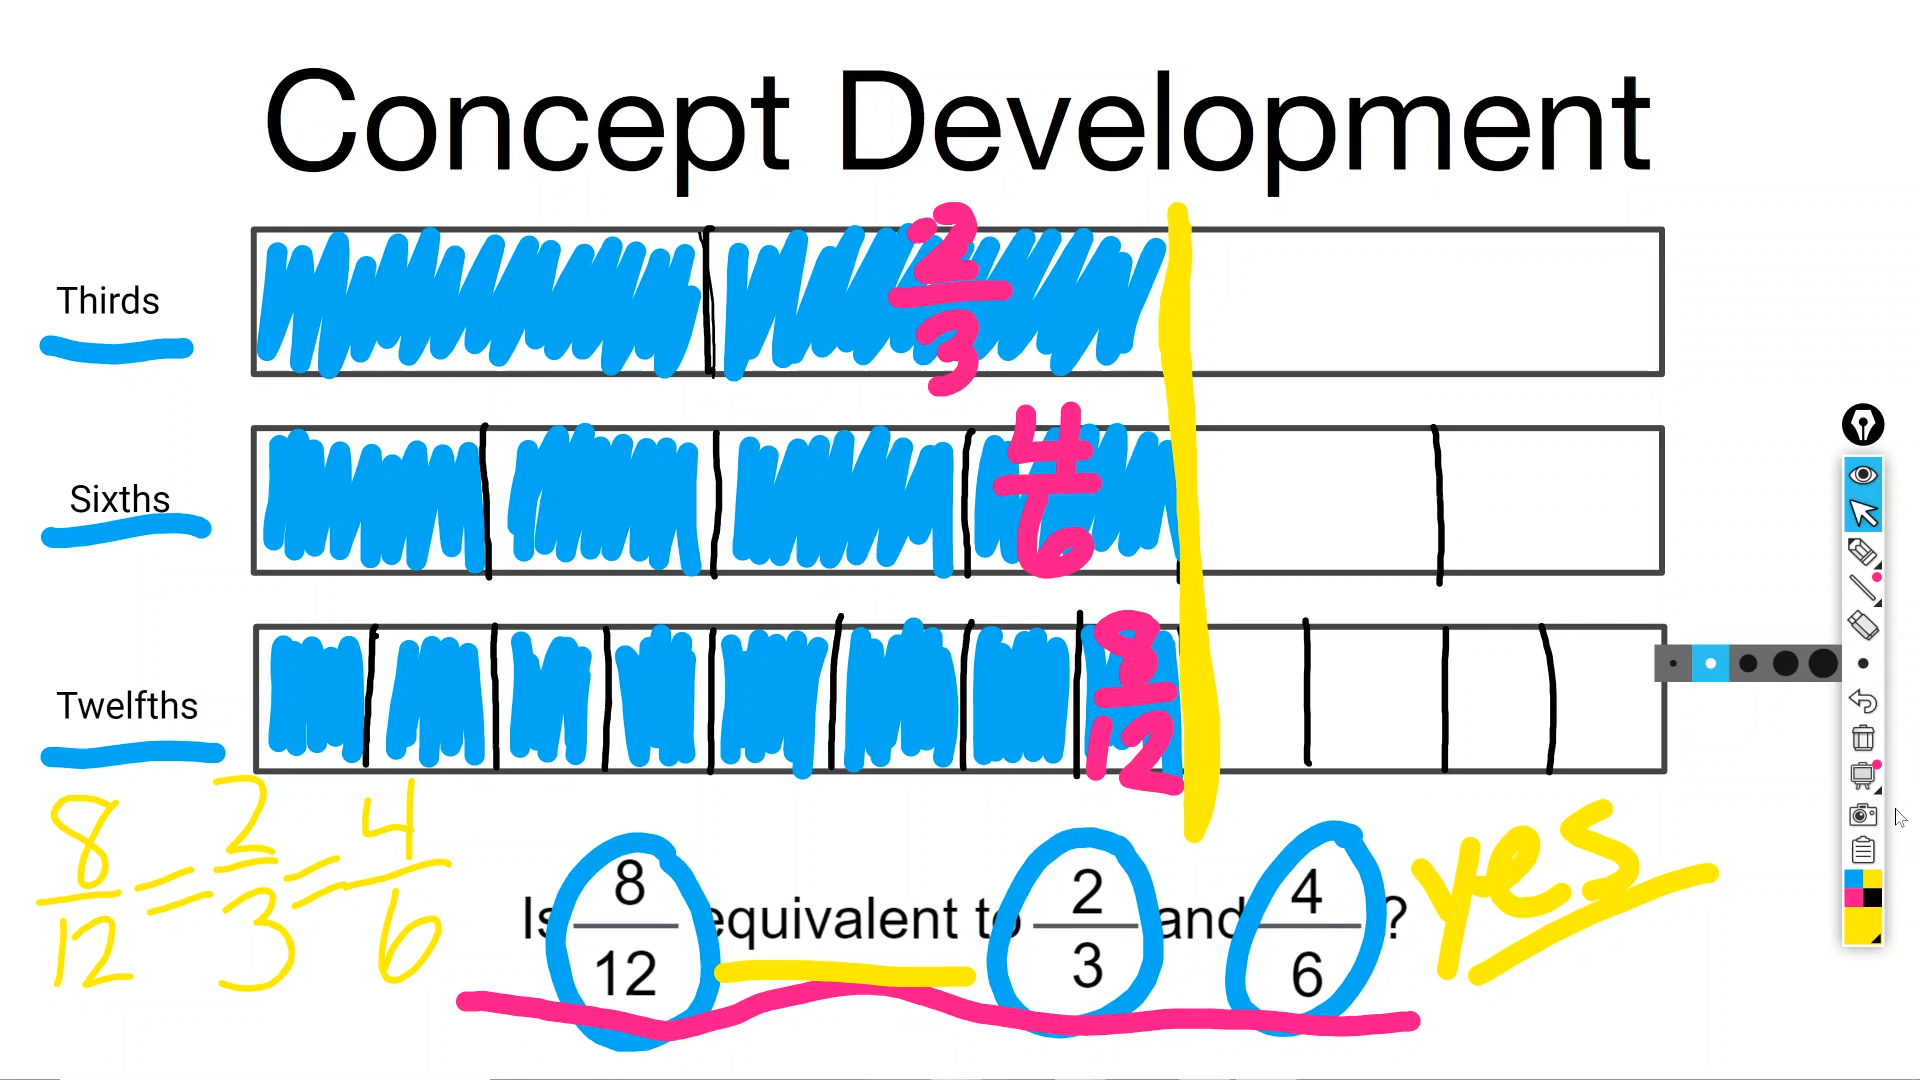 Concept Development
Thirds
2/3
Sixths
4/6
Twelfths
8/12
8/12 = 2/3 = 4/6
Is 8/12 equivalent to 2/3 and 4/6 ? yes